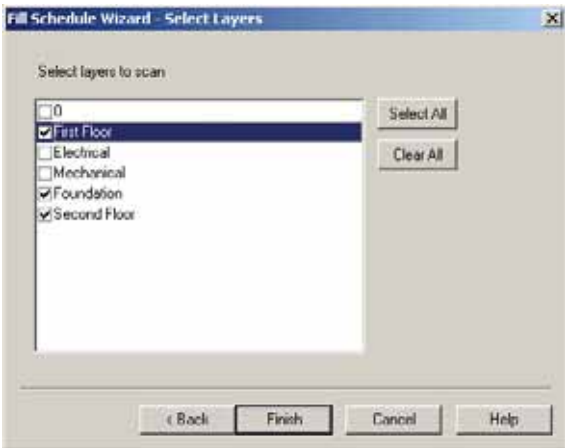 Fill Schedule Wizard - Select Layers
Select layers to scan
0
First Floor
Electrical
Mechanical
Foundation
Second Floor
Select All
Clear All
< Back
Finish
Cancel
Help